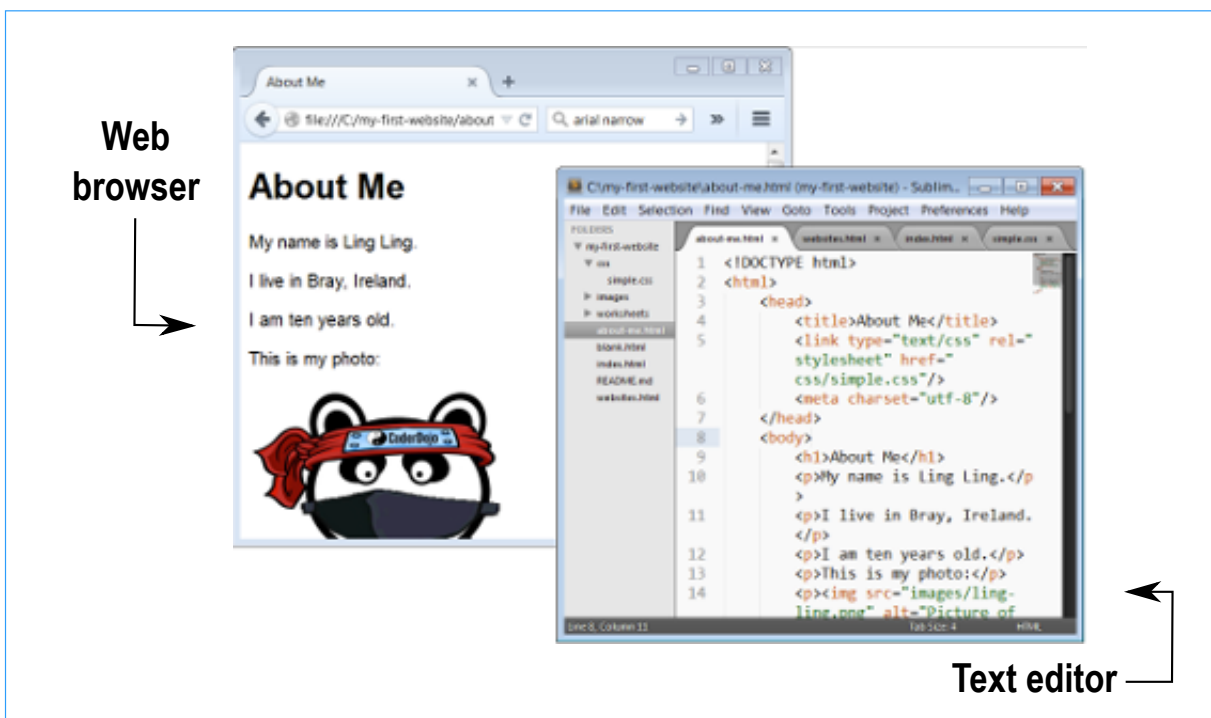 Web
browser
About Me
file:///C:/my-first-website/about
arial narrow
About Me
My name is Ling Ling.
I live in Bray, Ireland.
I am ten years old.
This is my photo:
CoderDojo
C:\my-first-website\about-me.html (my-first-website) - Sublim..
File Edit Selection Find View Goto Tools Project Preferences Help
FOLDERS
my-first-website
css
simple.css
images
worksheets
about-me.html
blank.html
index.html
README.md
websites.html
about-me.html websites.html index.html simple.css
1 <!DOCTYPE html>
2 <html>
3 <head>
4 <title>About Me</title>
5 <link type="text/css" rel="
stylesheet" href="
css/simple.css"/>
6 <meta charset="utf-8"/>
7 </head>
8 <body>
9 <h1>About Me</h1>
10 <p>My name is Ling Ling.</p
>
11 <p>I live in Bray, Ireland.
</p>
12 <p>I am ten years old.</p>
13 <p>This is my photo:</p>
14 <p><img src="images/ling-
ling.png" alt="Picture of
Line 8, Column 11 Tab Size: 4 HTML
Text editor